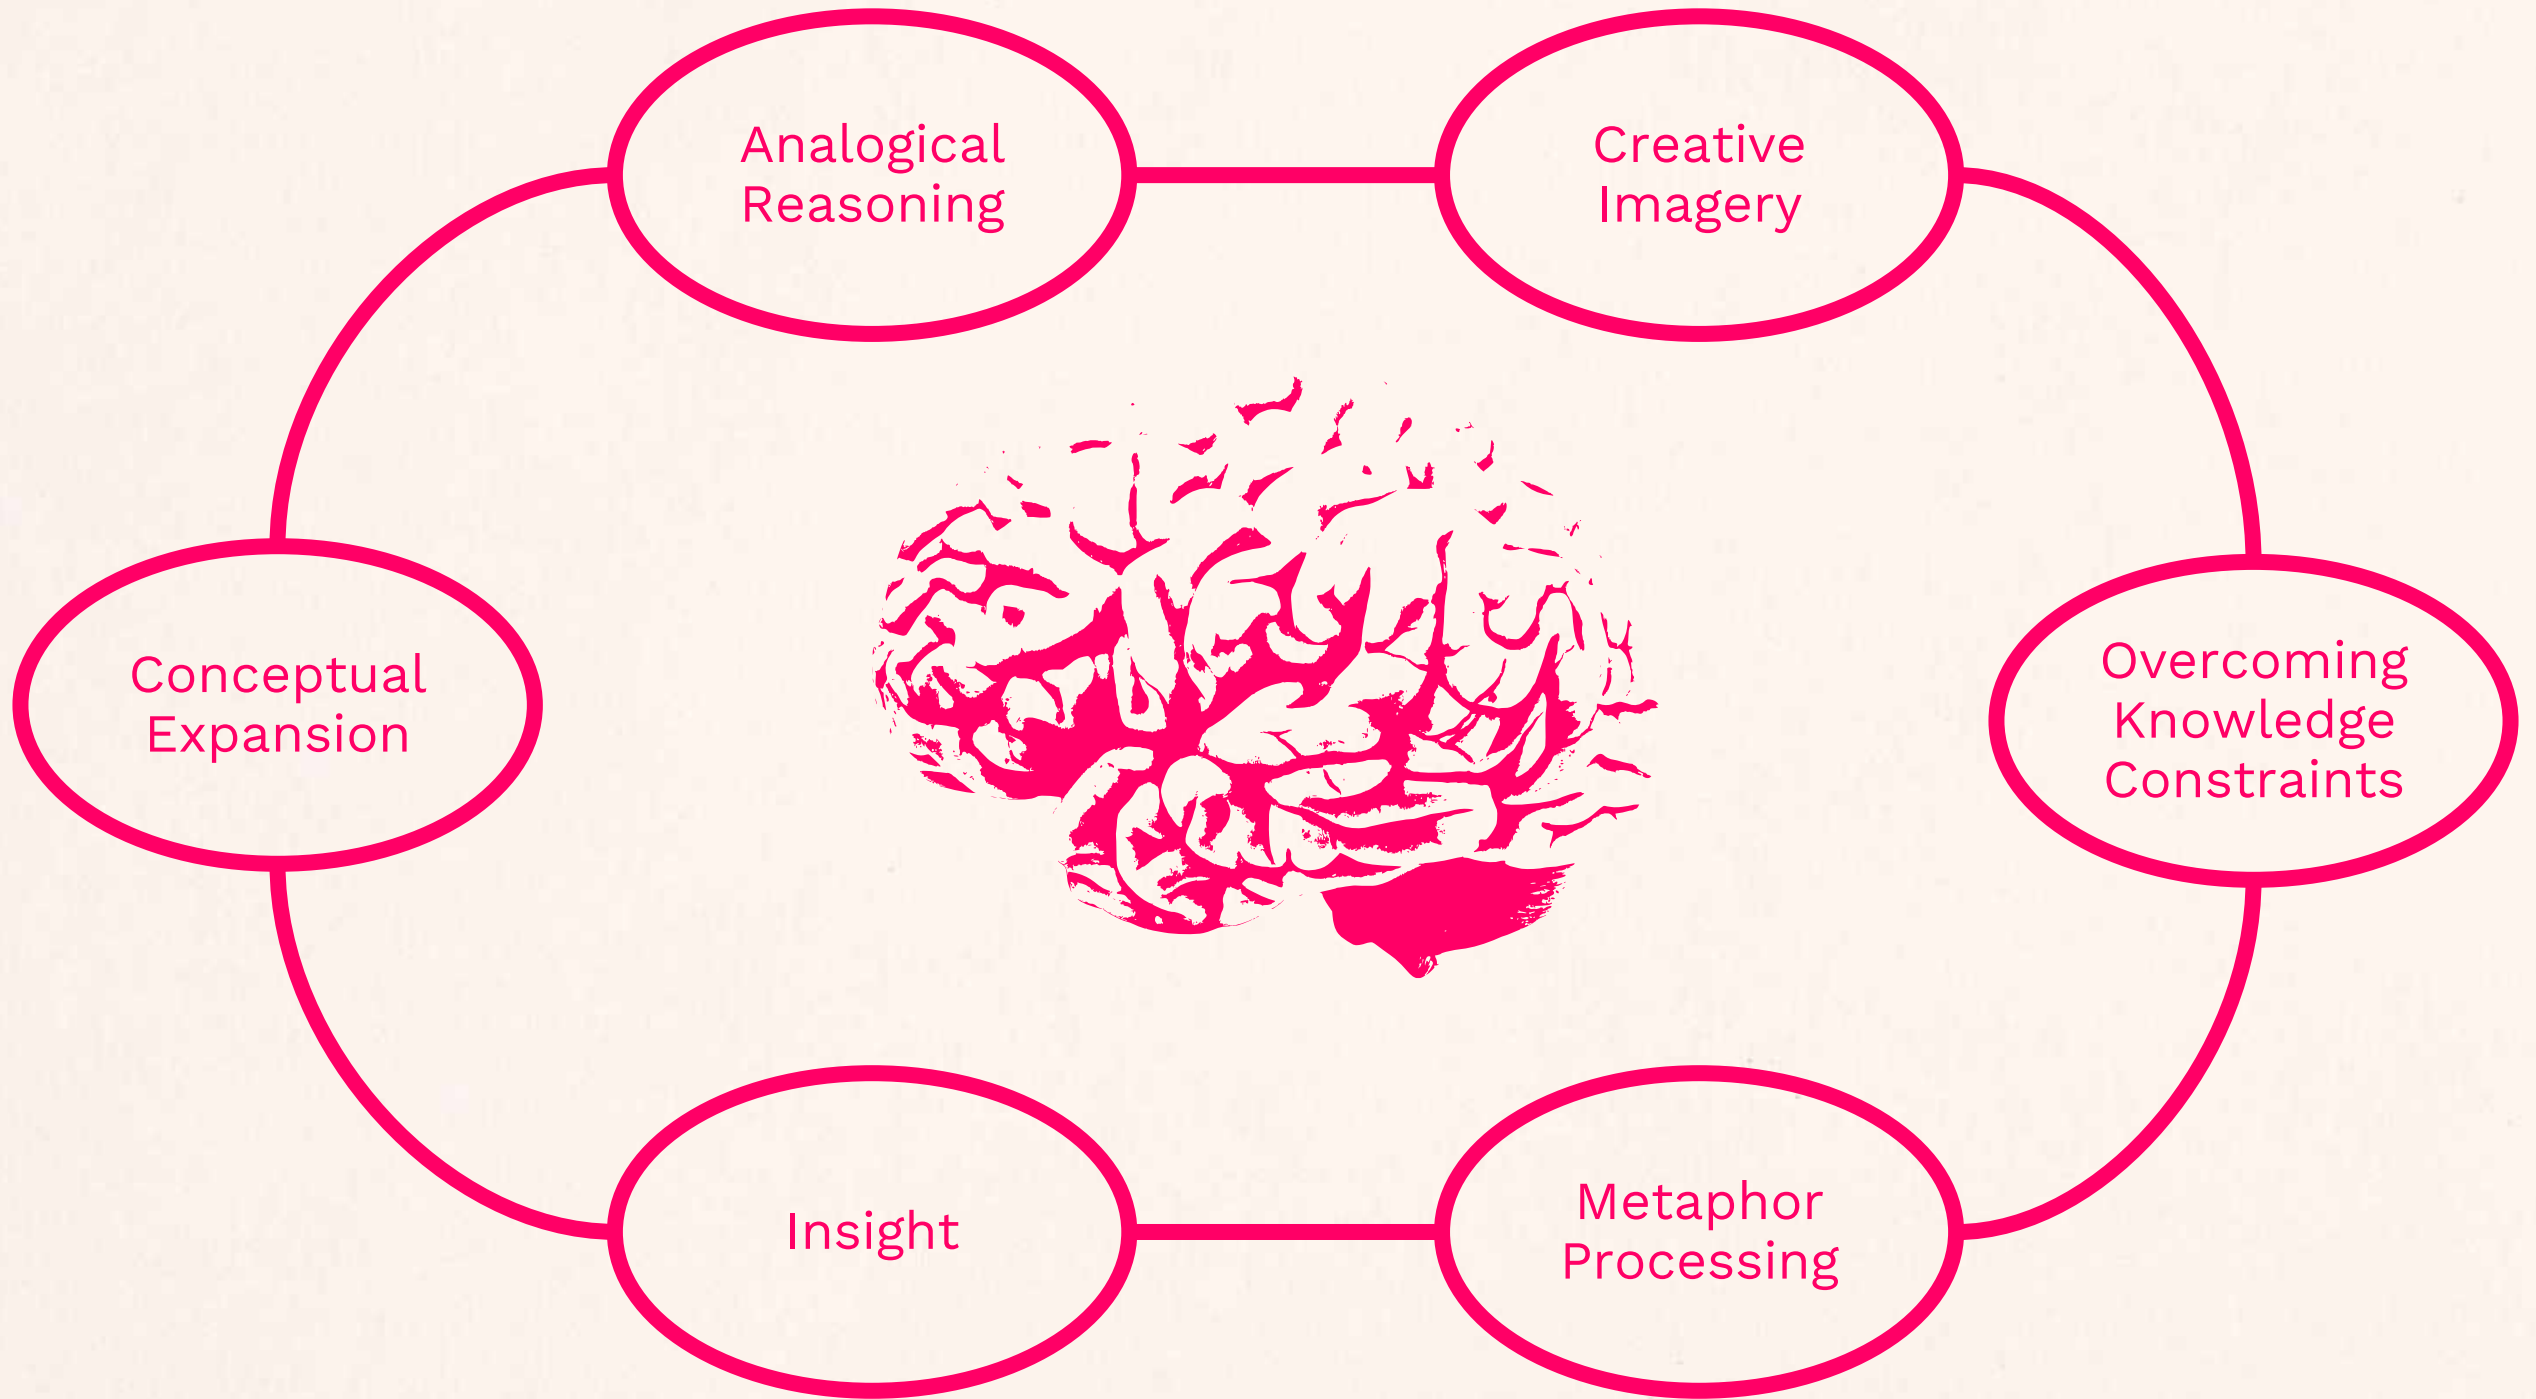 Analogical
Reasoning
Creative
Imagery
Conceptual
Expansion
Overcoming
Knowledge
Constraints
Insight
Metaphor
Processing